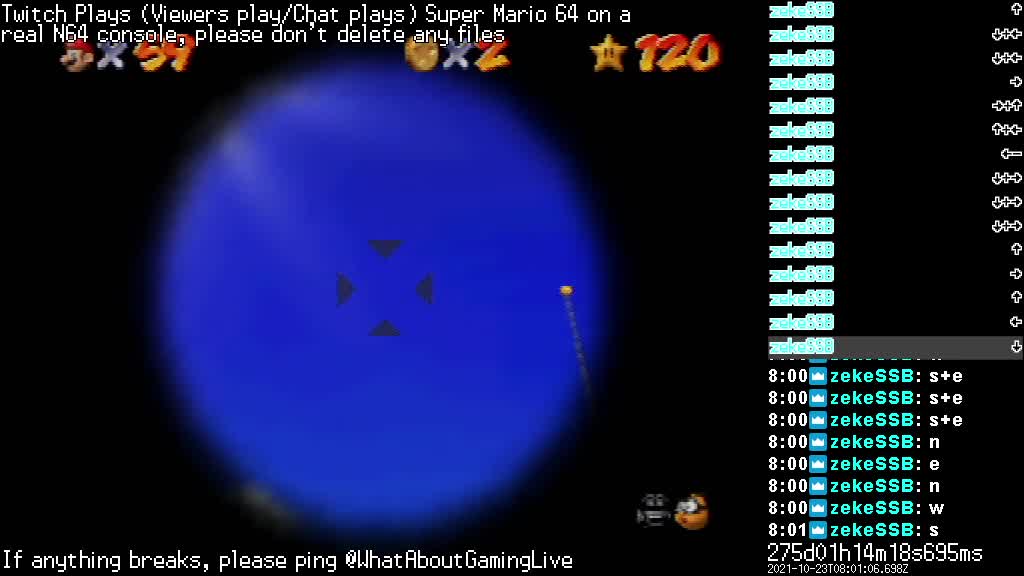 Twitch Plays (Viewers play/Chat plays) Super Mario 64 on a
real N64 console, please don't delete any files
× 2
120
zekeSSB ↑
zekeSSB ↓+←
zekeSSB ↓+←
zekeSSB →
zekeSSB →+↑
zekeSSB ↑+←
zekeSSB ←
zekeSSB ↓+→
zekeSSB ↓+→
zekeSSB ↓+→
zekeSSB ↑
zekeSSB →
zekeSSB ↑
zekeSSB ←
zekeSSB ↓
8:00 zekeSSB: s+e
8:00 zekeSSB: s+e
8:00 zekeSSB: s+e
8:00 zekeSSB: n
8:00 zekeSSB: e
8:00 zekeSSB: n
8:00 zekeSSB: w
8:01 zekeSSB: s
275d01h14m18s695ms
2021-10-23T08:01:06.698Z
If anything breaks, please ping @WhatAboutGamingLive